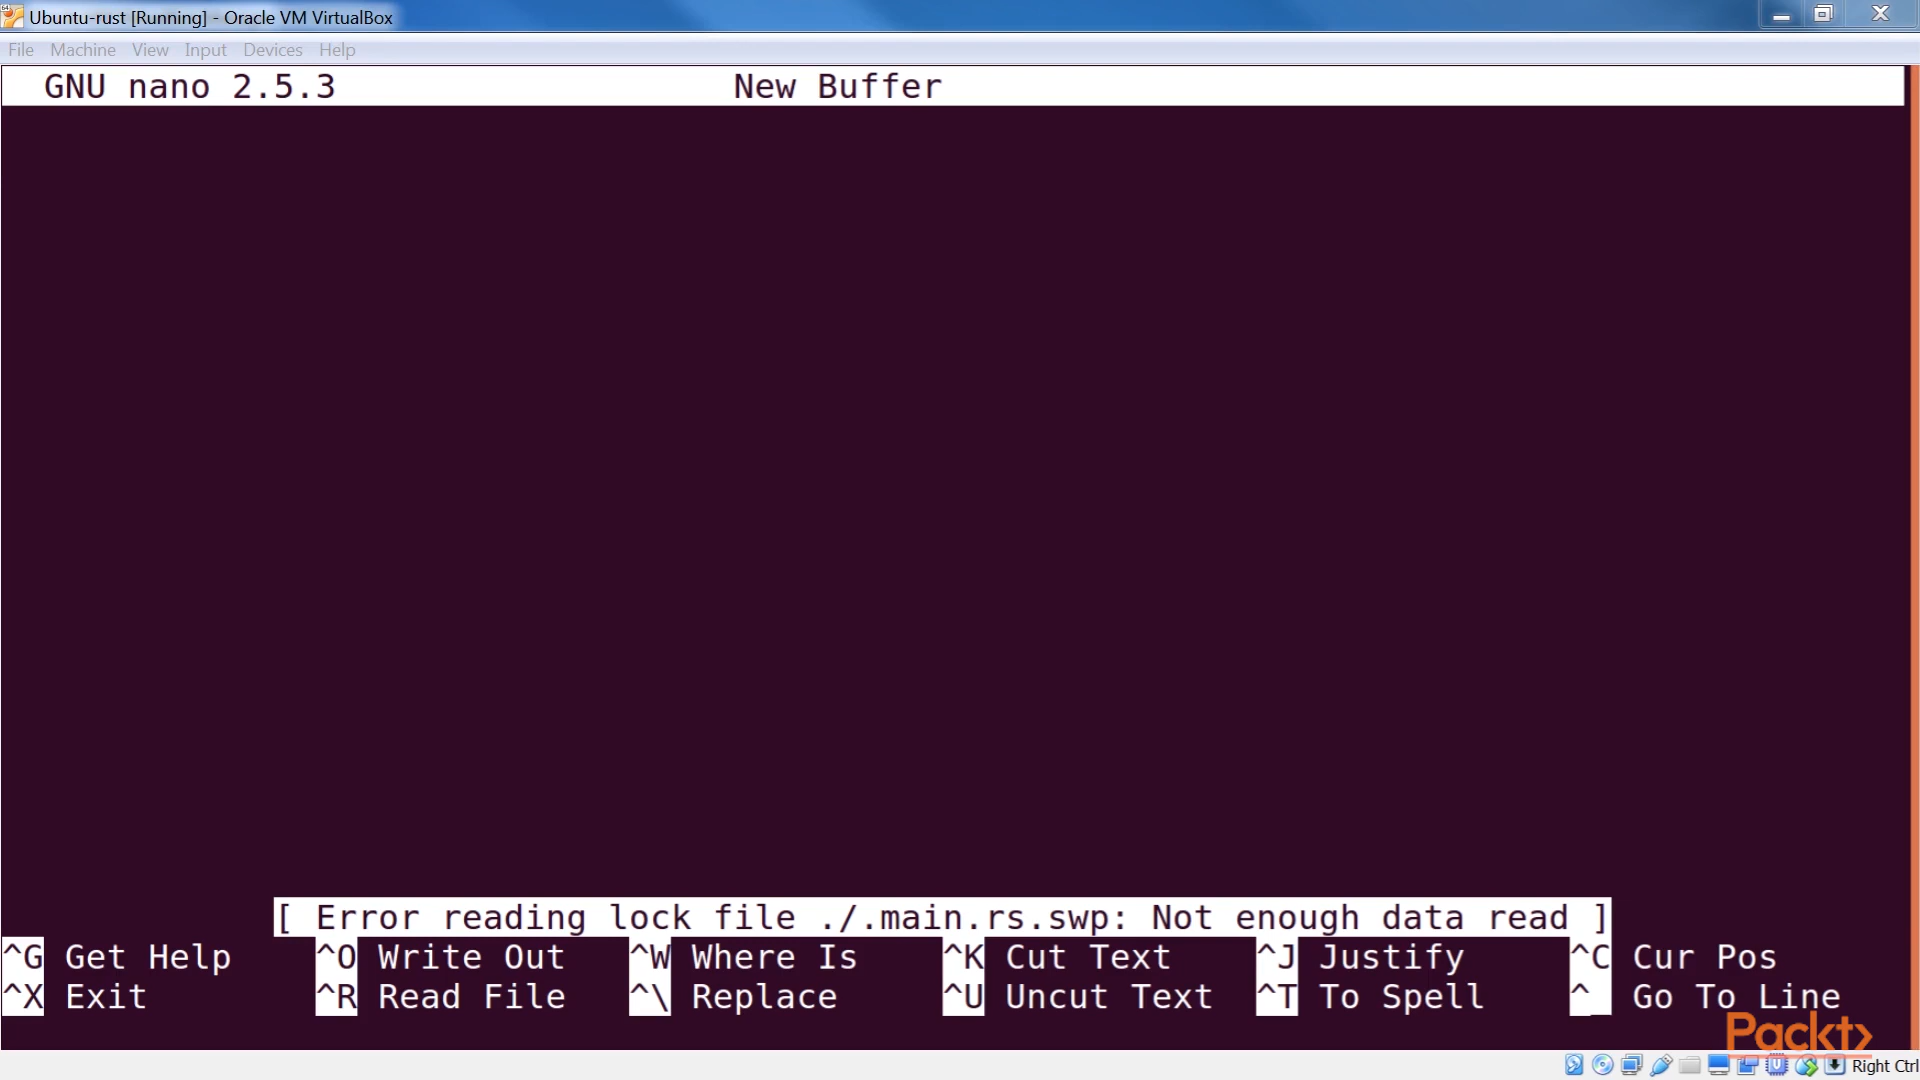 Ubuntu-rust [Running] - Oracle VM VirtualBox
File Machine View Input Devices Help
GNU nano 2.5.3 New Buffer
[ Error reading lock file ./.main.rs.swp: Not enough data read ]
^G Get Help ^O Write Out ^W Where Is ^K Cut Text ^J Justify ^C Cur Pos
^X Exit ^R Read File ^\ Replace ^U Uncut Text ^T To Spell ^_ Go To Line
Packt>
Right Ctrl